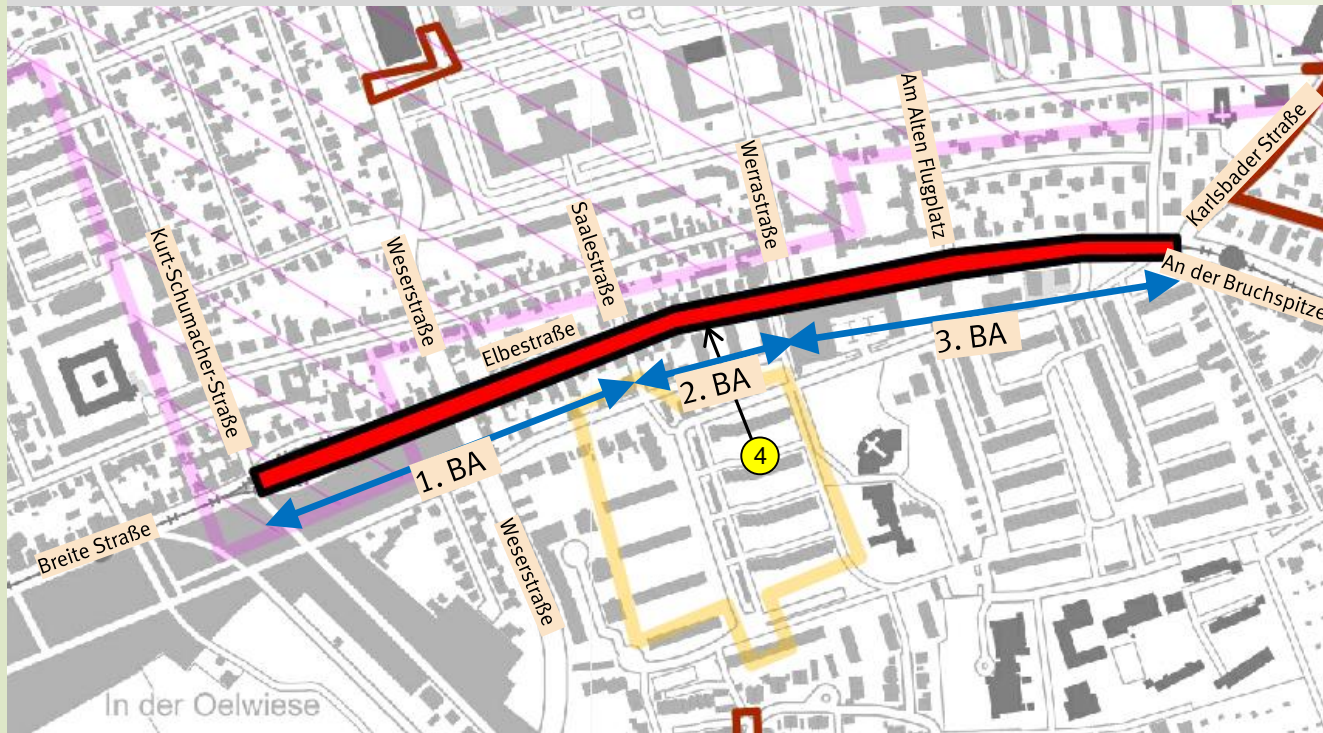 Am Alten Flugplatz
Karlsbader Straße
Werrastraße
Saalestraße
Kurt-Schumacher-Straße
Weserstraße
An der Bruchspitze
Elbestraße
3. BA
2. BA
4
1. BA
Breite Straße
Weserstraße
In der Oelwiese